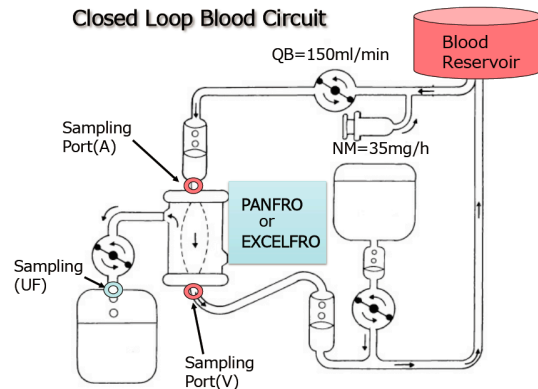 Closed Loop Blood Circuit
QB=150ml/min
Blood
Reservoir
Sampling
Port(A)
NM=35mg/h
PANFRO
or
EXCELFRO
Sampling
(UF)
Sampling
Port(V)